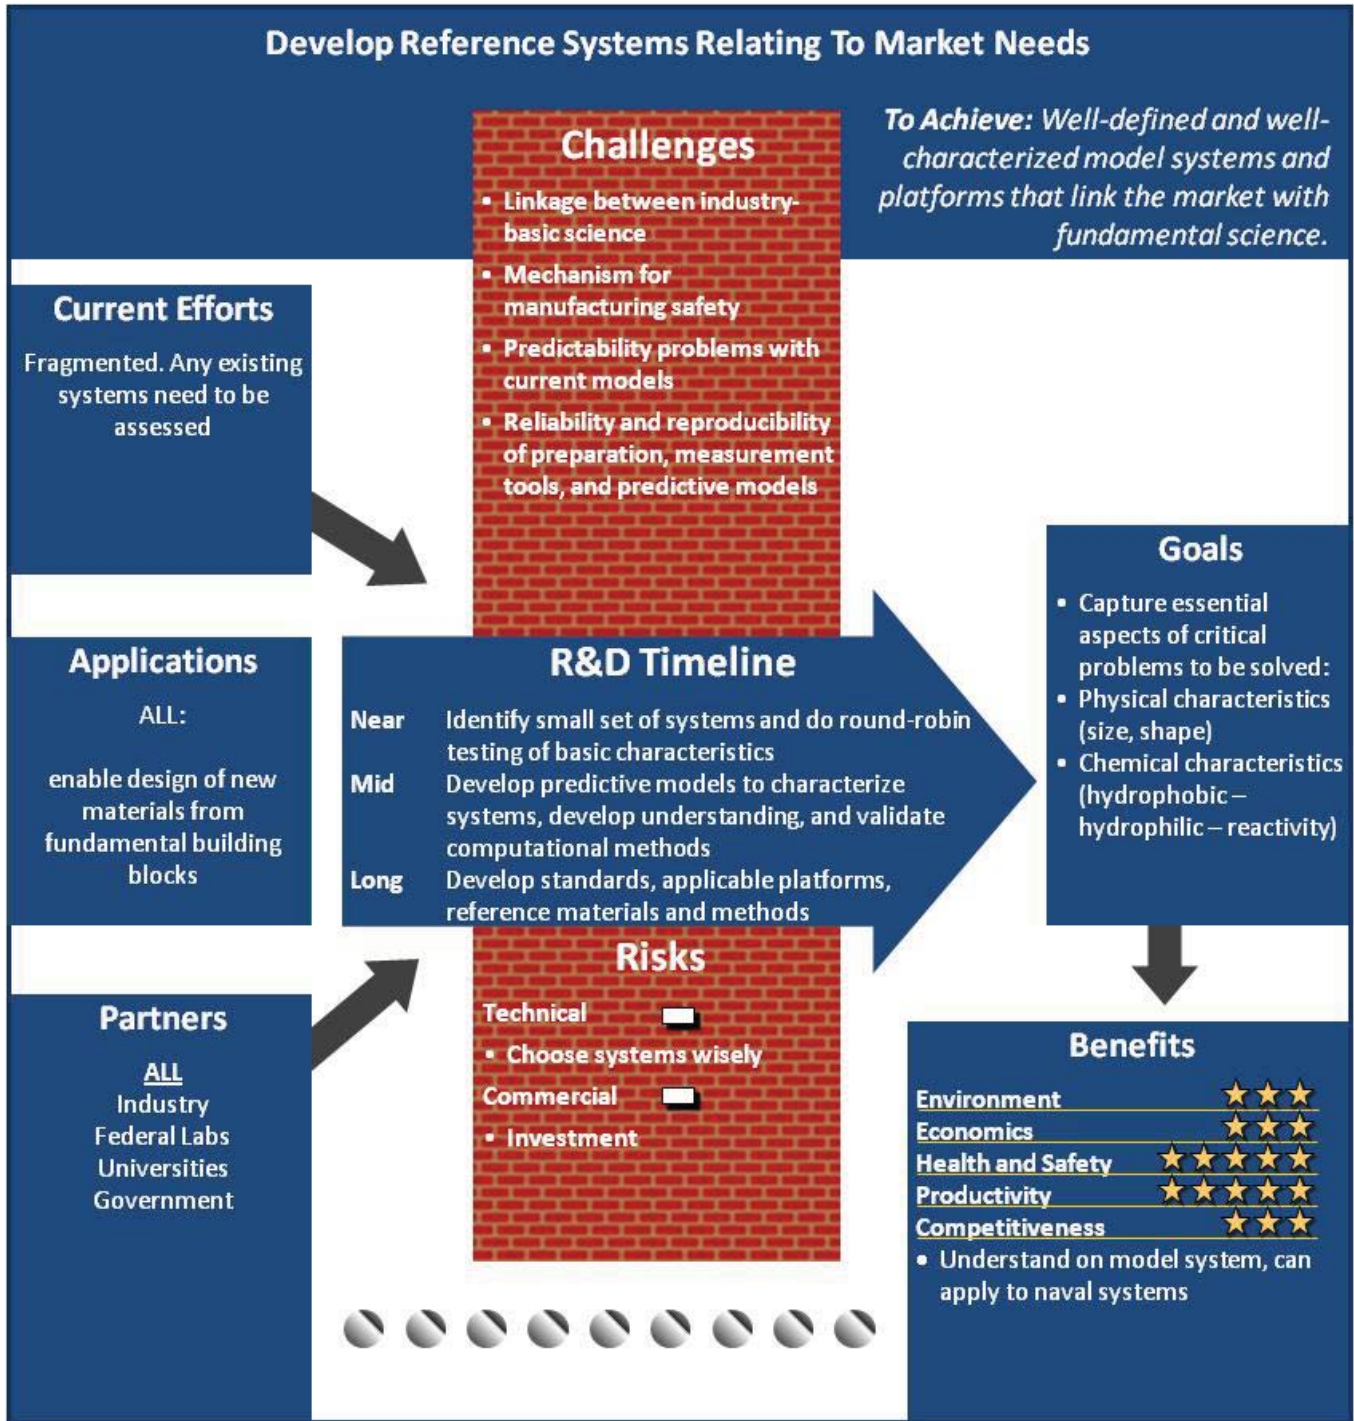 Develop Reference Systems Relating To Market Needs
To Achieve: Well-defined and well-
characterized model systems and
platforms that link the market with
fundamental science.
Challenges
• Linkage between industry-
basic science
• Mechanism for
manufacturing safety
• Predictability problems with
current models
• Reliability and reproducibility
of preparation, measurement
tools, and predictive models
Current Efforts
Fragmented. Any existing
systems need to be
assessed
Applications
ALL:
enable design of new
materials from
fundamental building
blocks
Partners
ALL
Industry
Federal Labs
Universities
Government
R&D Timeline
Near Identify small set of systems and do round-robin
testing of basic characteristics
Mid Develop predictive models to characterize
systems, develop understanding, and validate
computational methods
Long Develop standards, applicable platforms,
reference materials and methods
Risks
Technical
• Choose systems wisely
Commercial
• Investment
Goals
• Capture essential
aspects of critical
problems to be solved:
• Physical characteristics
(size, shape)
• Chemical characteristics
(hydrophobic –
hydrophilic – reactivity)
Benefits
Environment
Economics
Health and Safety
Productivity
Competitiveness
• Understand on model system, can
apply to naval systems